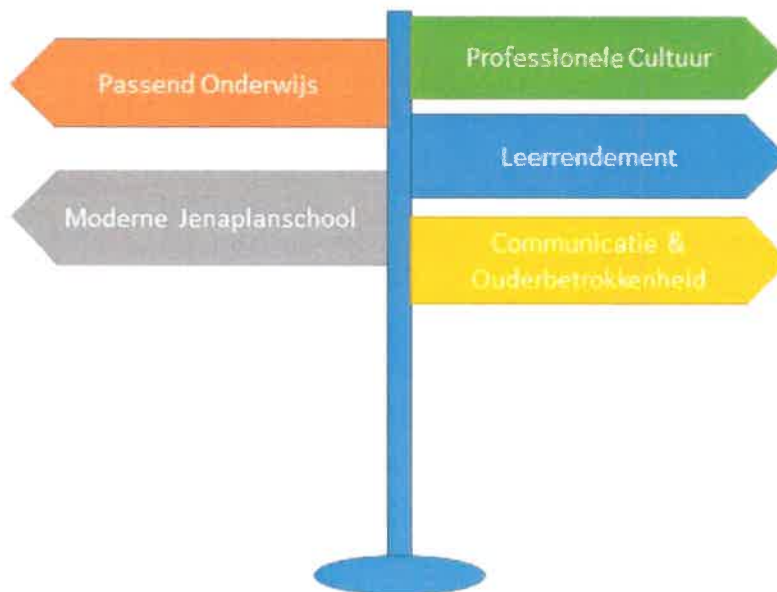 Passend Onderwijs
Moderne Jenaplanschool
Professionele Cultuur
Leerrendement
Communicatie &
Ouderbetrokkenheid